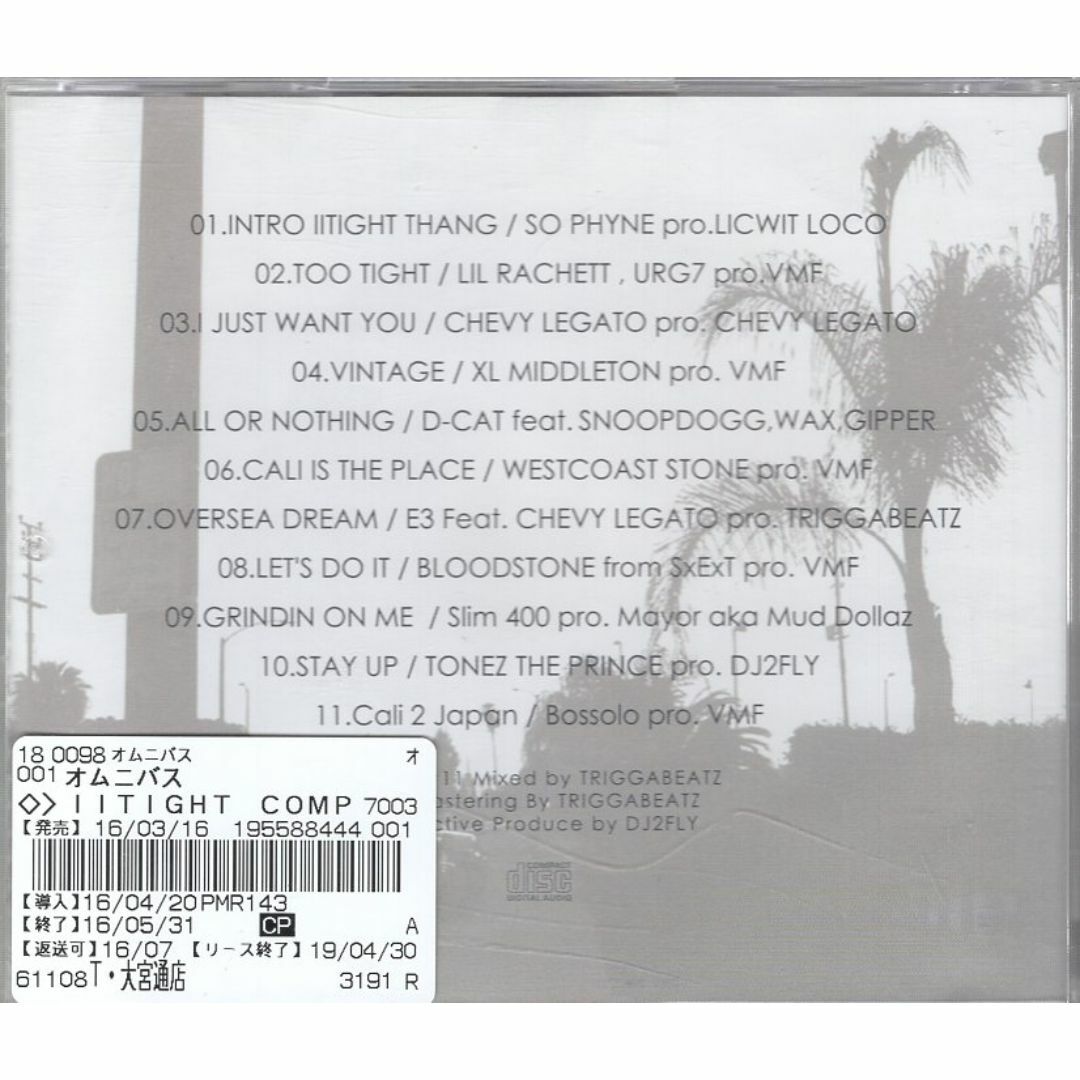 01.INTRO IITIGHT THANG / SO PHYNE pro.LICWIT LOCO
02.TOO TIGHT / LIL RACHETT , URG7 pro.VMF
03.I JUST WANT YOU / CHEVY LEGATO pro. CHEVY LEGATO
04.VINTAGE / XL MIDDLETON pro. VMF
05.ALL OR NOTHING / D-CAT feat. SNOOPDOGG,WAX,GIPPER
06.CALI IS THE PLACE / WESTCOAST STONE pro. VMF
07.OVERSEA DREAM / E3 Feat. CHEVY LEGATO pro. TRIGGABEATZ
08.LET'S DO IT / BLOODSTONE from SxExT pro. VMF
09.GRINDIN ON ME / Slim 400 pro. Mayor aka Mud Dollaz
10.STAY UP / TONEZ THE PRINCE pro. DJ2FLY
11.Cali 2 Japan / Bossolo pro. VMF
11 Mixed by TRIGGABEATZ
astering By TRIGGABEATZ
ctive Produce by DJ2FLY
COMPACT
disc
DIGITAL AUDIO
18 0098 オムニバス オ
001 オムニバス
<>> IITIGHT COMP 7003
【発売】 16/03/16 195588444 001
【導入】16/04/20PMR143
【終了】16/05/31 CP A
【返送可】16/07 【リース終了】 19/04/30
61108T・大宮通店 3191 R